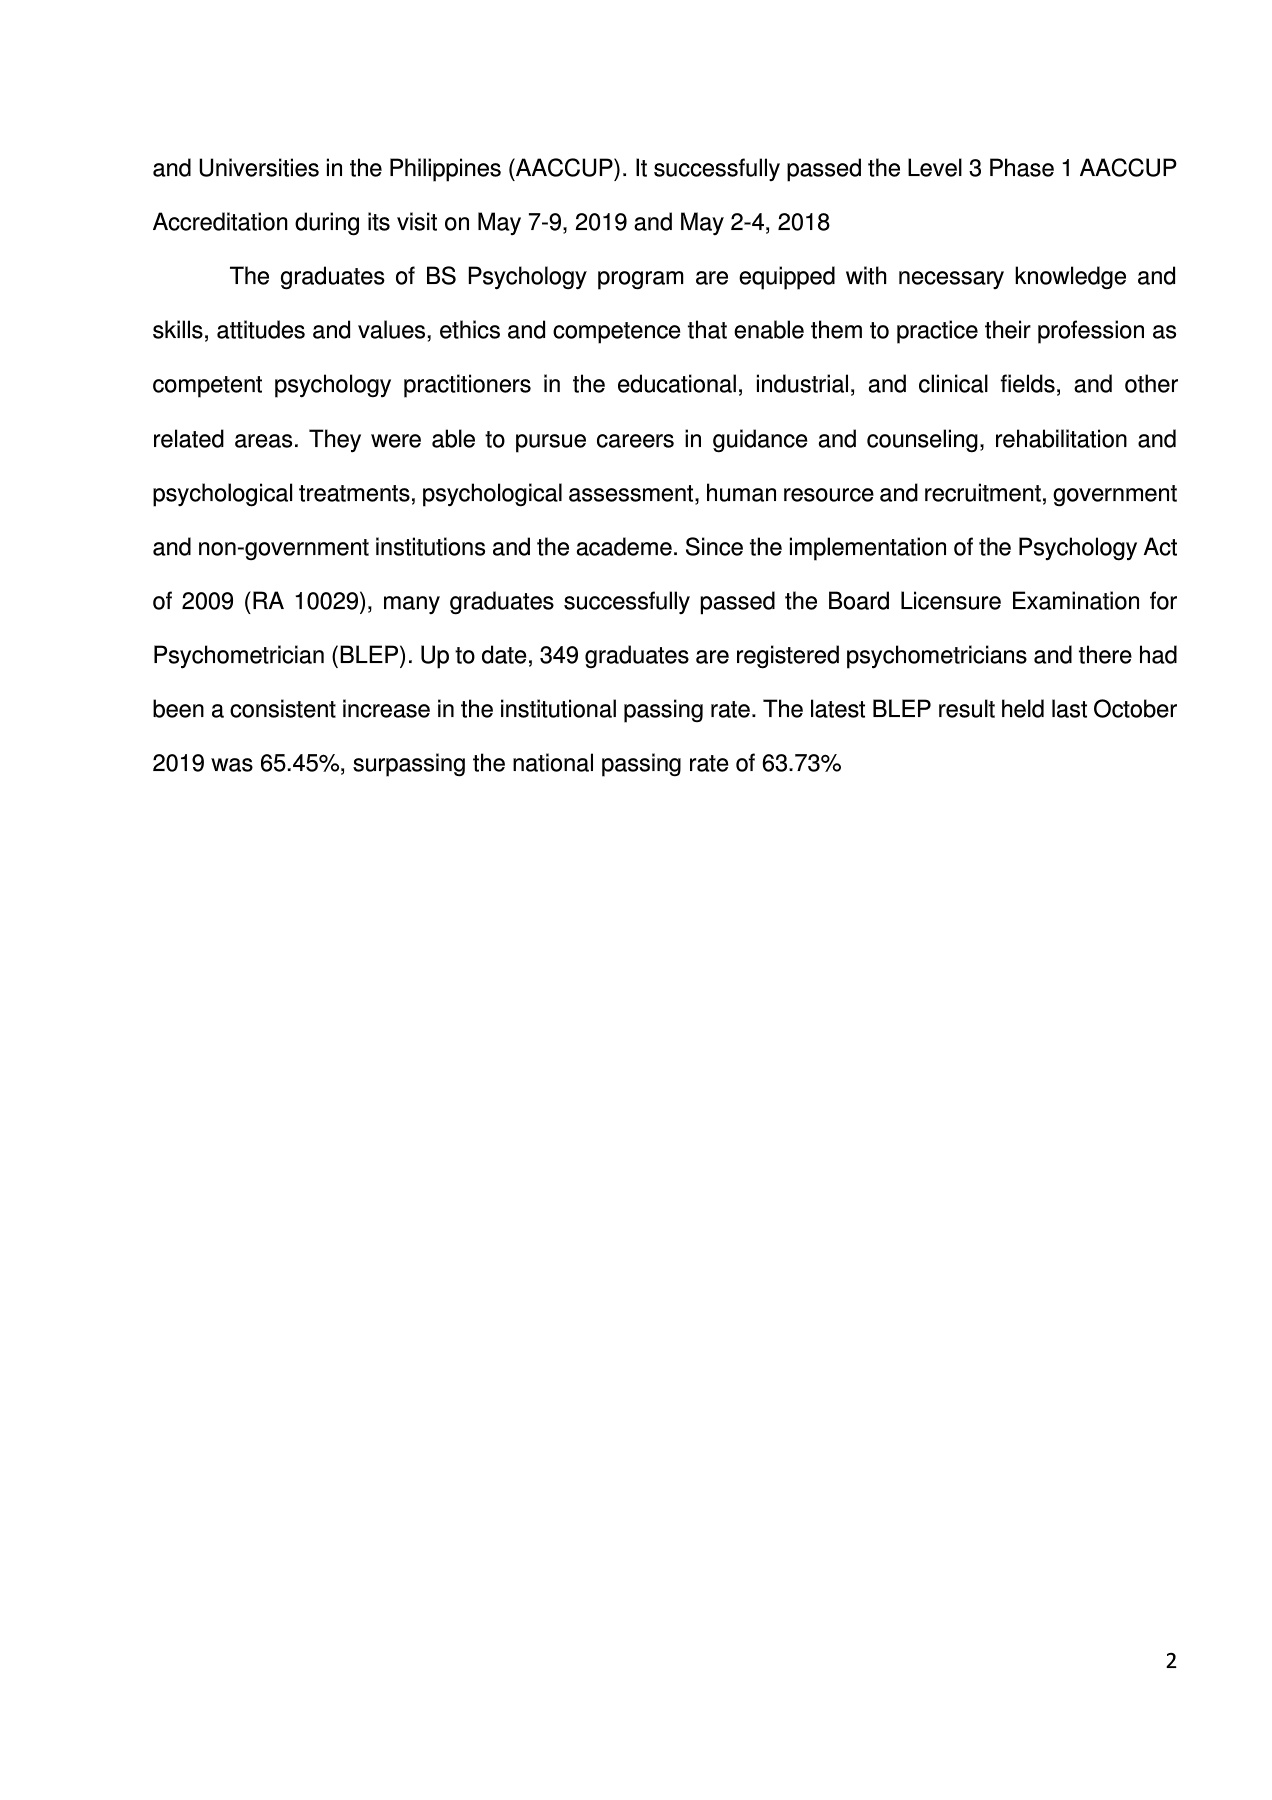 and Universities in the Philippines (AACCUP). It successfully passed the Level 3 Phase 1 AACCUP
Accreditation during its visit on May 7-9, 2019 and May 2-4, 2018
The graduates of BS Psychology program are equipped with necessary knowledge and
skills, attitudes and values, ethics and competence that enable them to practice their profession as
competent psychology practitioners in the educational, industrial, and clinical fields, and other
related areas. They were able to pursue careers in guidance and counseling, rehabilitation and
psychological treatments, psychological assessment, human resource and recruitment, government
and non-government institutions and the academe. Since the implementation of the Psychology Act
of 2009 (RA 10029), many graduates successfully passed the Board Licensure Examination for
Psychometrician (BLEP). Up to date, 349 graduates are registered psychometricians and there had
been a consistent increase in the institutional passing rate. The latest BLEP result held last October
2019 was 65.45%, surpassing the national passing rate of 63.73%
2